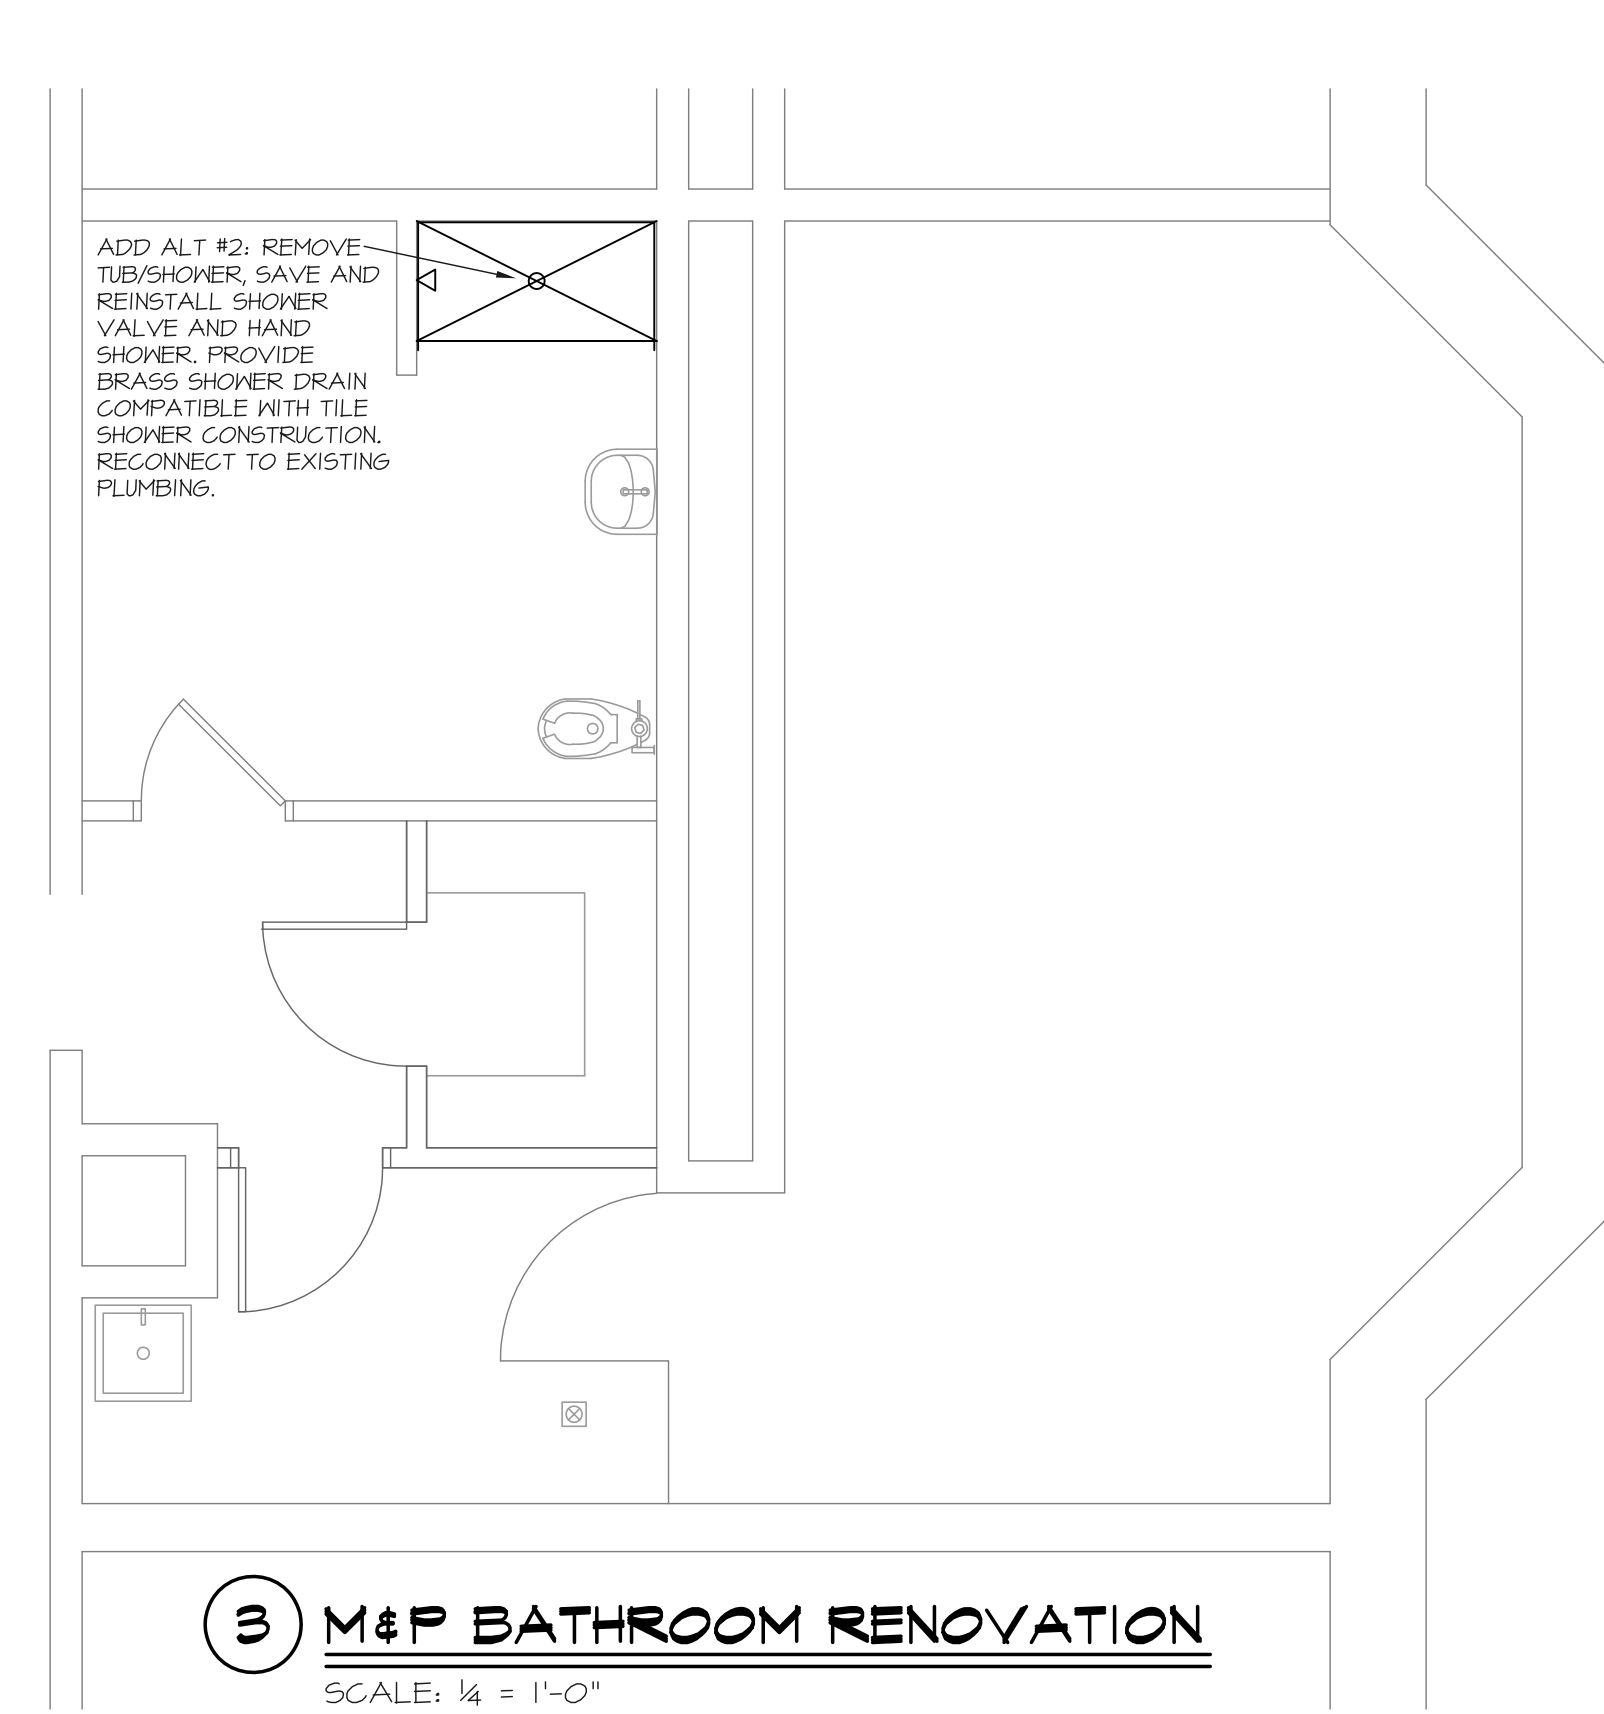 ADD ALT #2: REMOVE
TUB/SHOWER, SAVE AND
REINSTALL SHOWER
VALVE AND HAND
SHOWER. PROVIDE
BRASS SHOWER DRAIN
COMPATIBLE WITH TILE
SHOWER CONSTRUCTION.
RECONNECT TO EXISTING
PLUMBING.
3 M&P BATHROOM RENOVATION
SCALE: 1/4 = 1'-0"